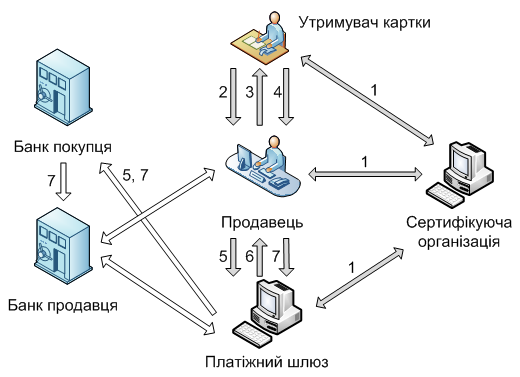 Утримувач картки
1
2
3
4
Банк покупця
7
5, 7
1
Продавець
Сертифікуюча
організація
5
6
7
1
Банк продавця
Платіжний шлюз